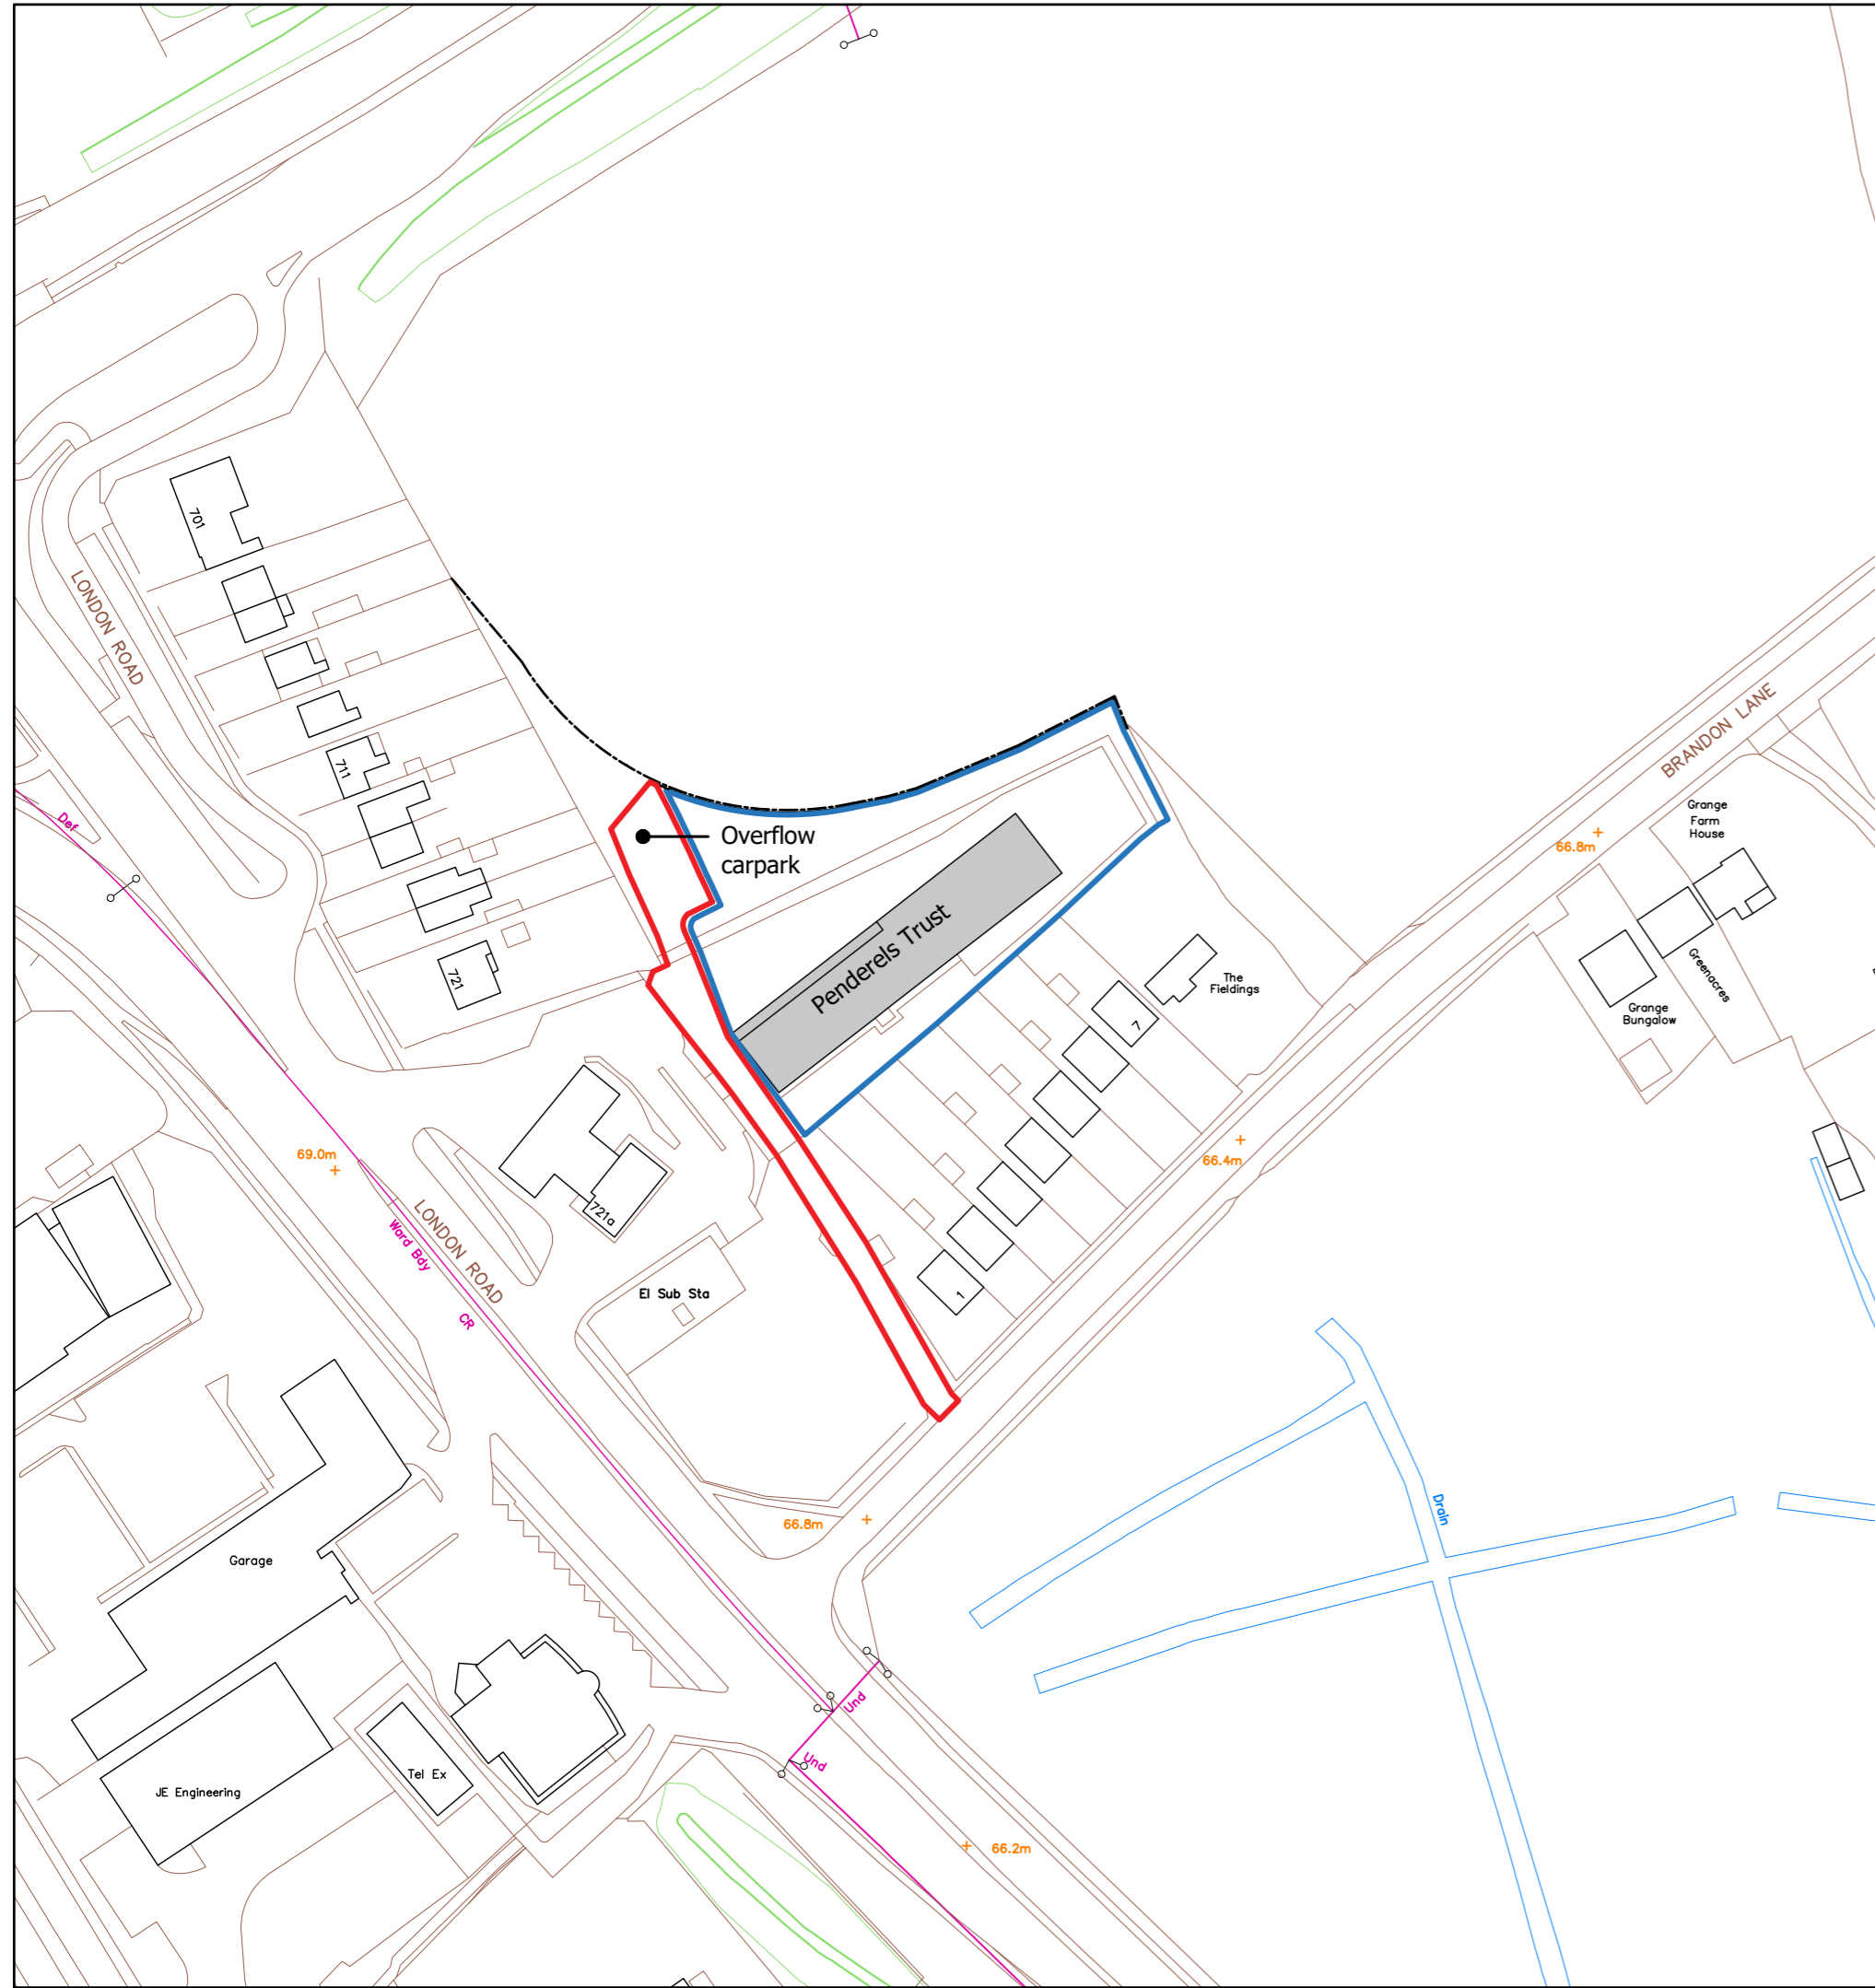 701
LONDON ROAD
711
Def
721
Overflow
carpark
Penderels Trust
BRANDON LANE
Grange
Farm
House
66.8m
Greenacres
Grange
Bungalow
The
Fieldings
7
66.4m
69.0m
LONDON ROAD
Ward Bdy
CR
721a
El Sub Sta
1
66.8m
Drain
Garage
Und
Und
Tel Ex
JE Engineering
66.2m